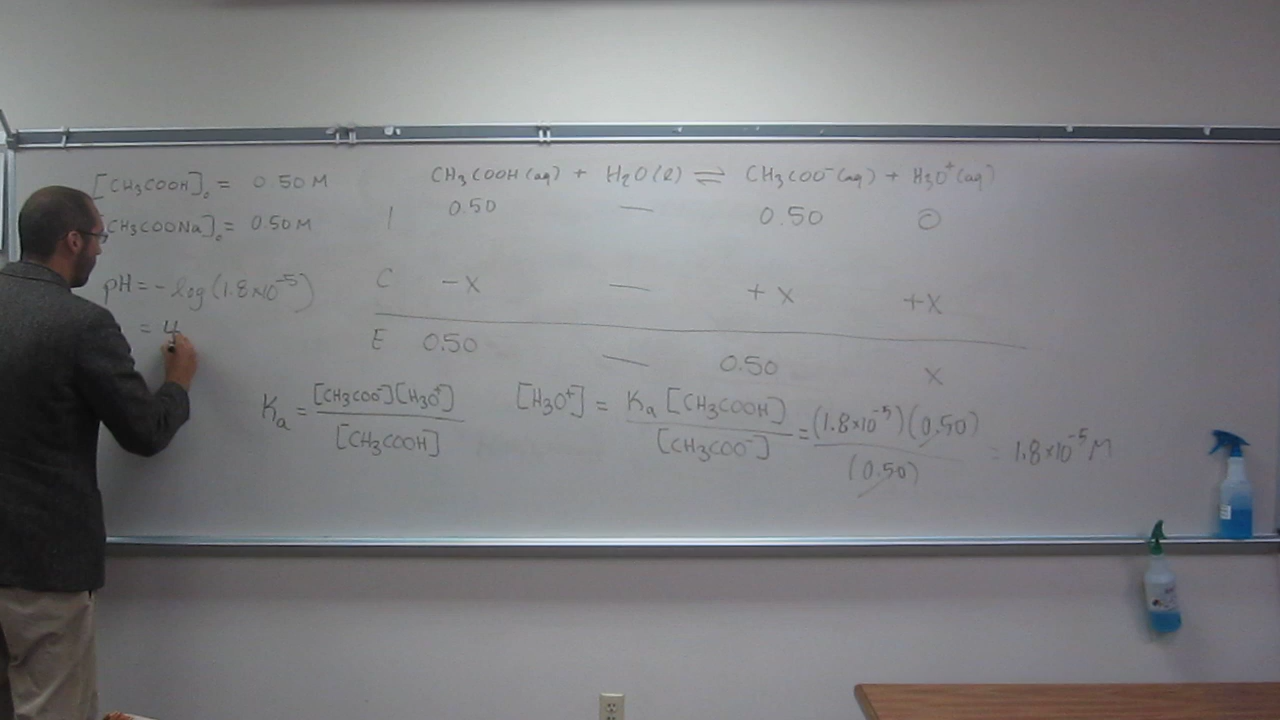 [CH₃COOH]₀ = 0.50 M
[CH₃COONa]₀ = 0.50 M
pH = - log (1.8×10⁻⁵)
= 4
CH₃COOH (aq) + H₂O(l) ⇌ CH₃COO⁻(aq) + H₃O⁺(aq)
I 0.50 — 0.50 0
C -x — +x +x
E 0.50 — 0.50 x
Kₐ = [CH₃COO⁻][H₃O⁺] / [CH₃COOH]
[H₃O⁺] = Kₐ [CH₃COOH] / [CH₃COO⁻] = (1.8×10⁻⁵)(0.50) / (0.50) = 1.8×10⁻⁵ M